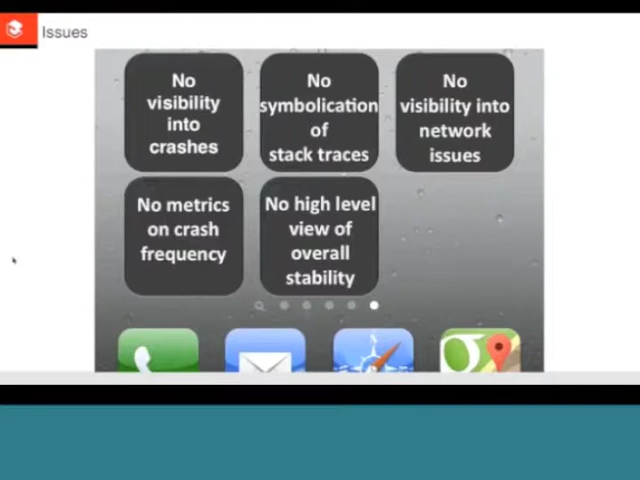 Issues
No
visibility
into
crashes
No
symbolication
of
stack traces
No
visibility into
network
issues
No metrics
on crash
frequency
No high level
view of
overall
stability